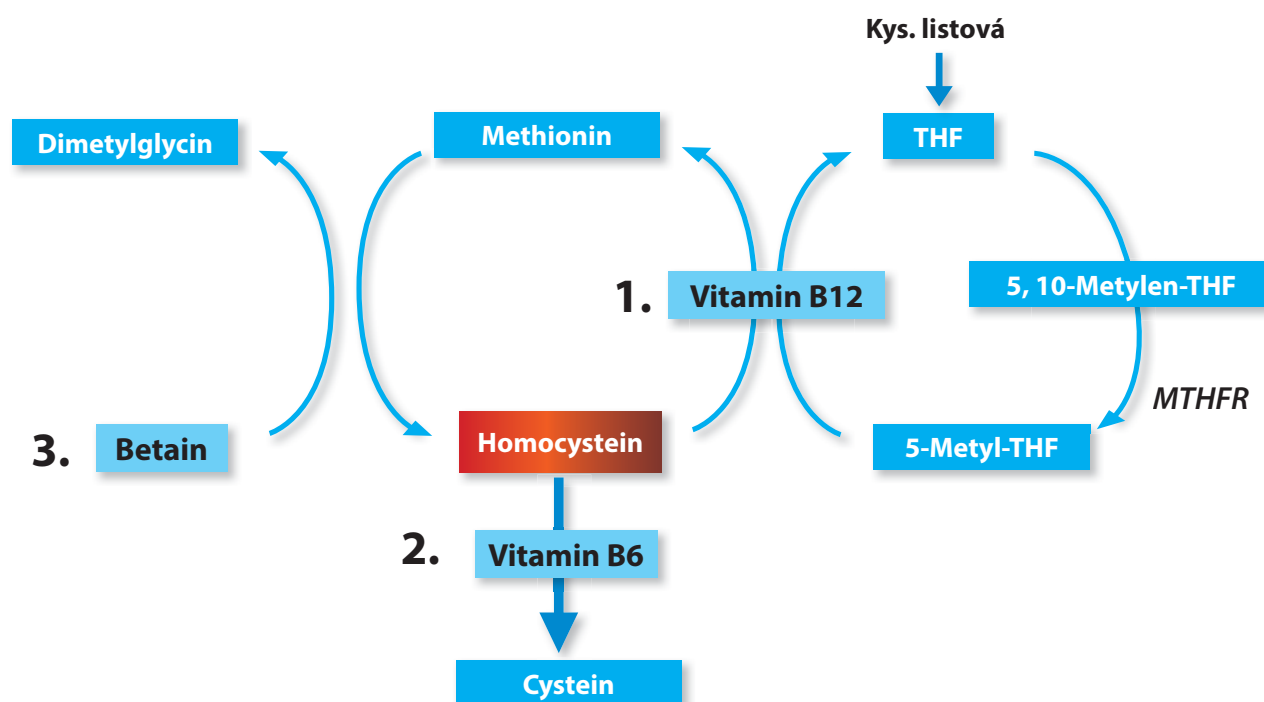 Kys. listová
Dimetylglycin
Methionin
THF
1.
Vitamin B12
5, 10-Metylen-THF
MTHFR
3.
Betain
Homocystein
5-Metyl-THF
2.
Vitamin B6
Cystein